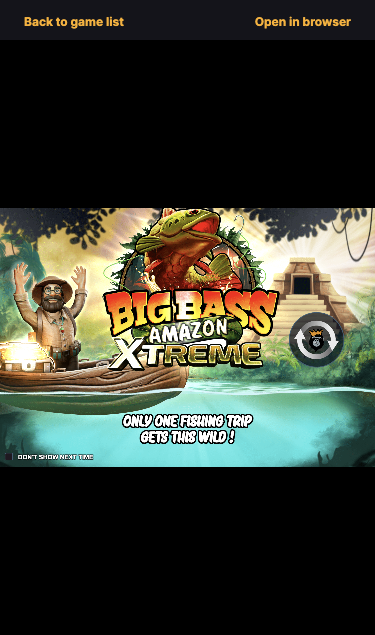 Back to game list
Open in browser
BIG BASS
AMAZON
XTREME
ONLY ONE FISHING TRIP
GETS THIS WILD !
DON'T SHOW NEXT TIME